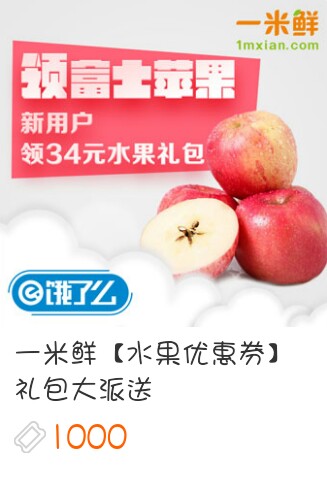 一米鲜
1mxian.com
领富士苹果
新用户
领34元水果礼包
饿了么
一米鲜【水果优惠券】
礼包大派送
1000